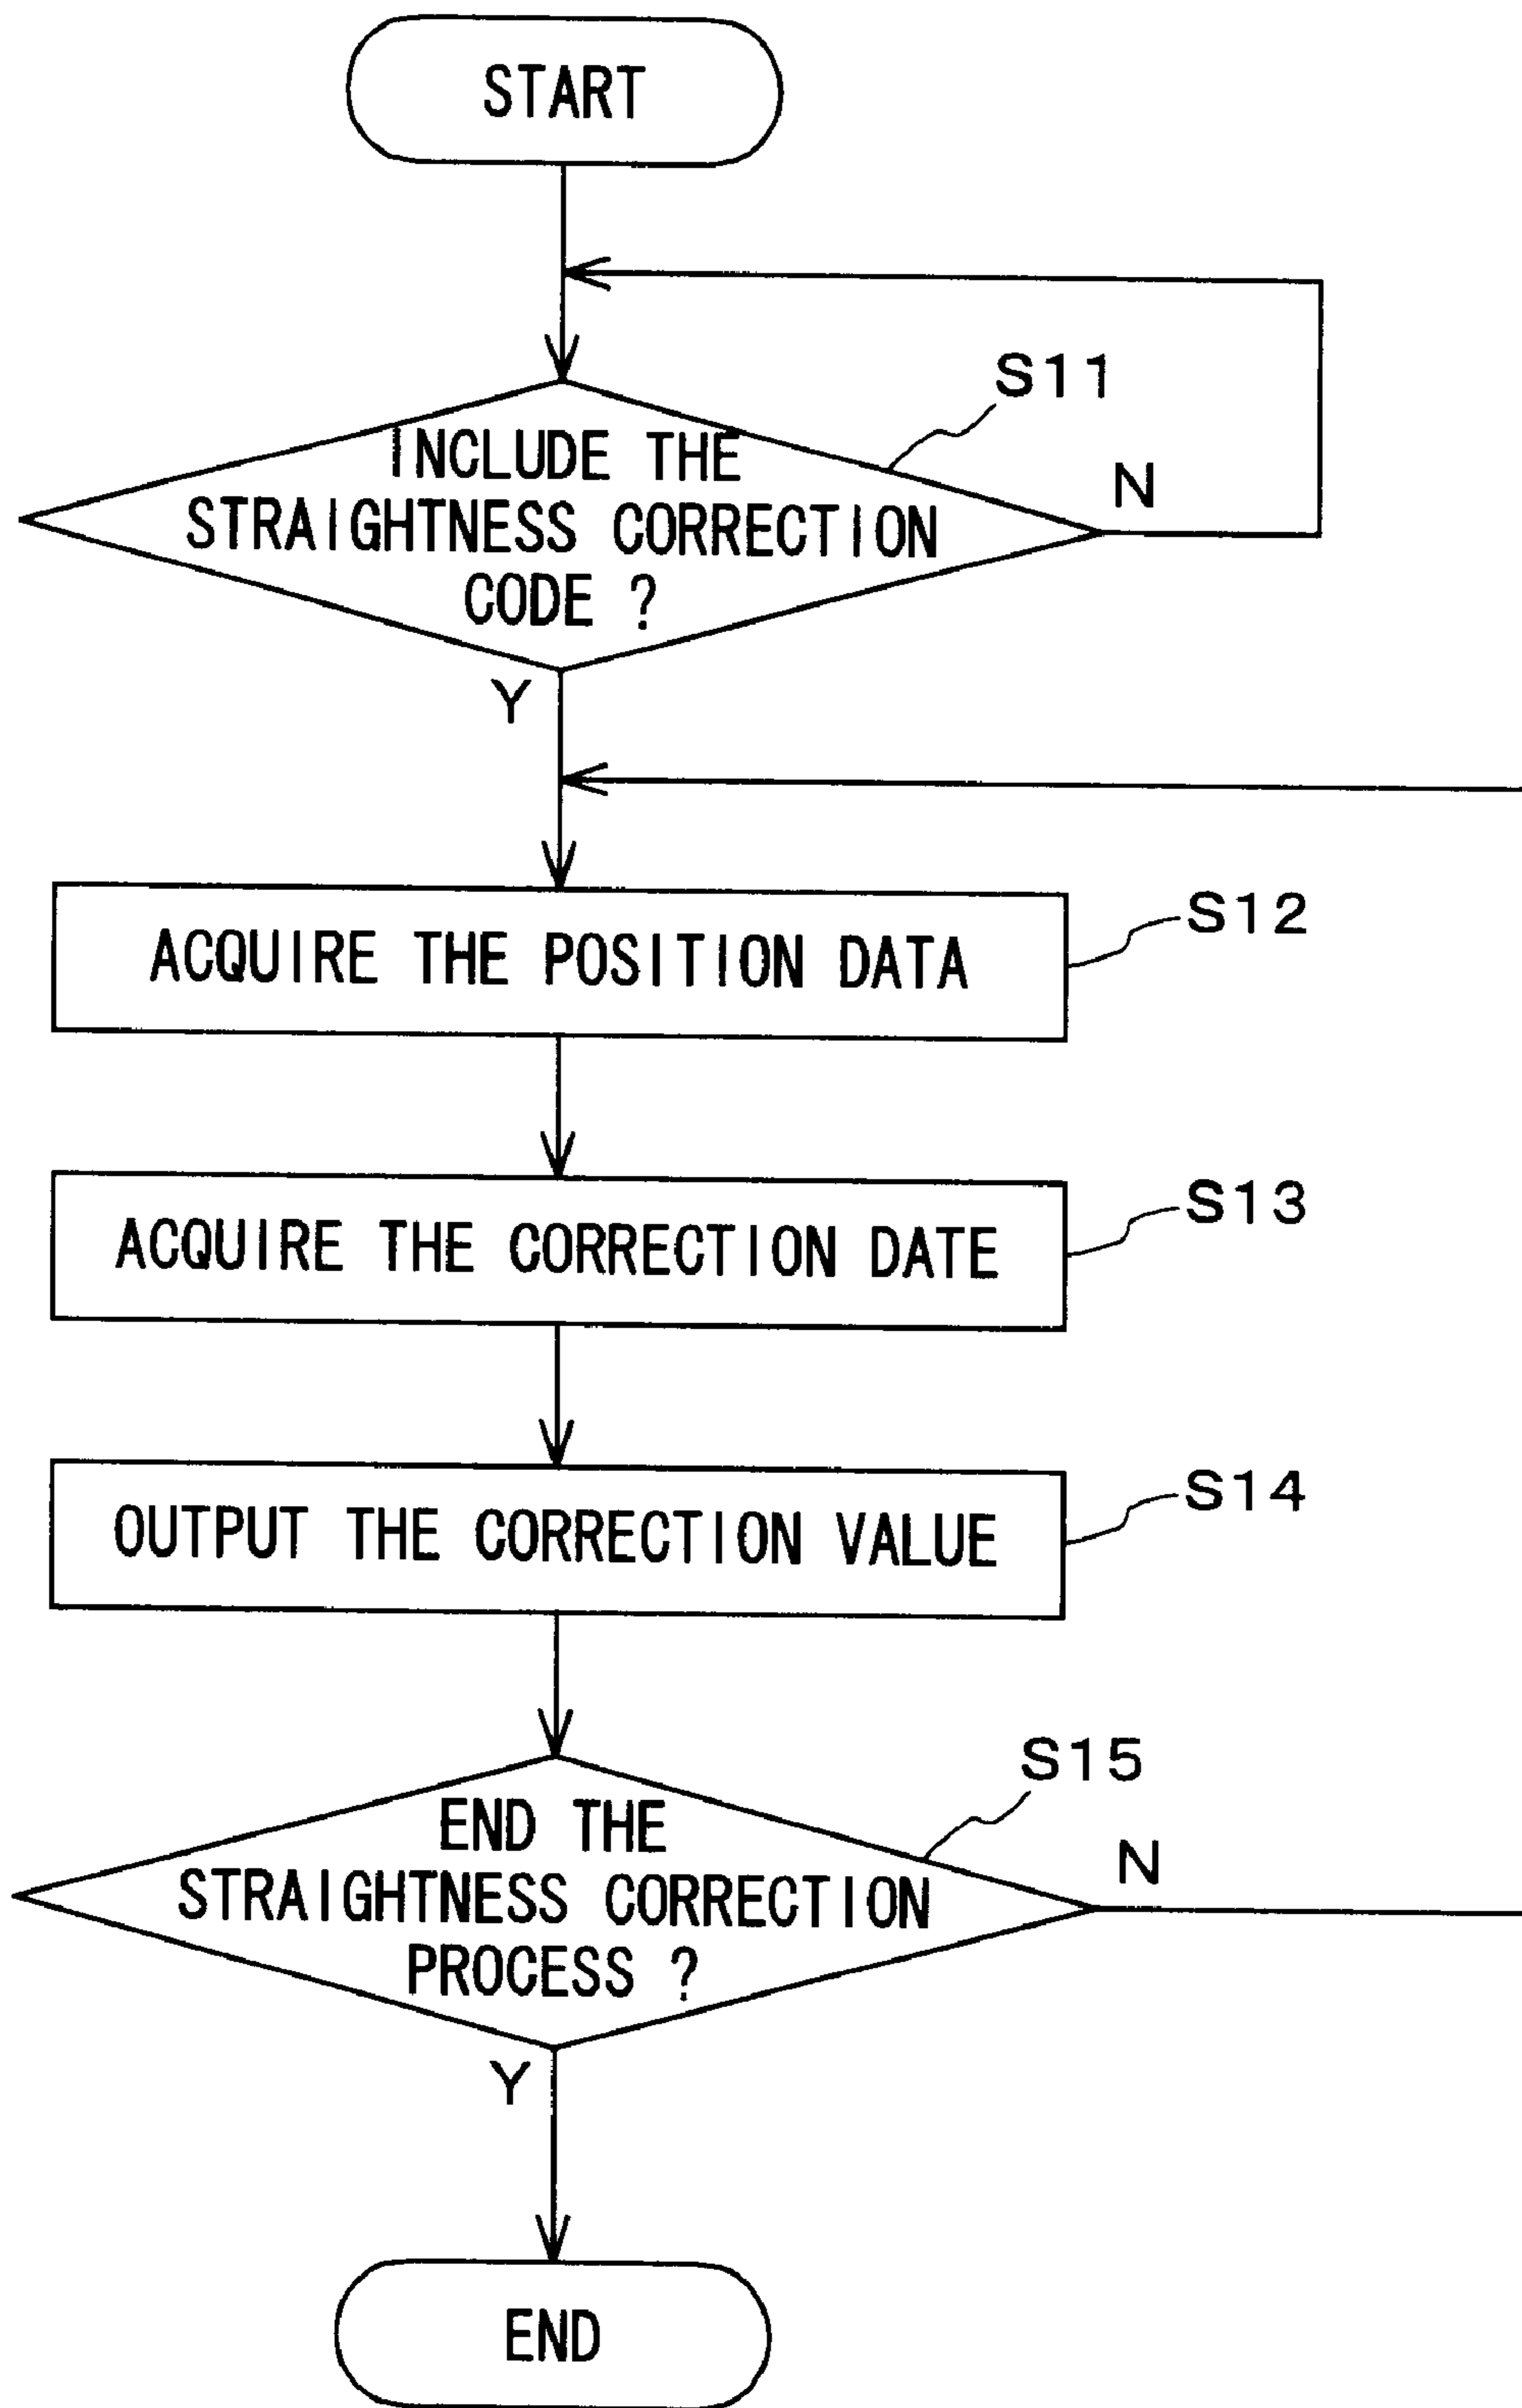 START
S11
INCLUDE THE
STRAIGHTNESS CORRECTION
CODE ?
N
Y
ACQUIRE THE POSITION DATA
S12
ACQUIRE THE CORRECTION DATE
S13
OUTPUT THE CORRECTION VALUE
S14
S15
END THE
STRAIGHTNESS CORRECTION
PROCESS ?
N
Y
END